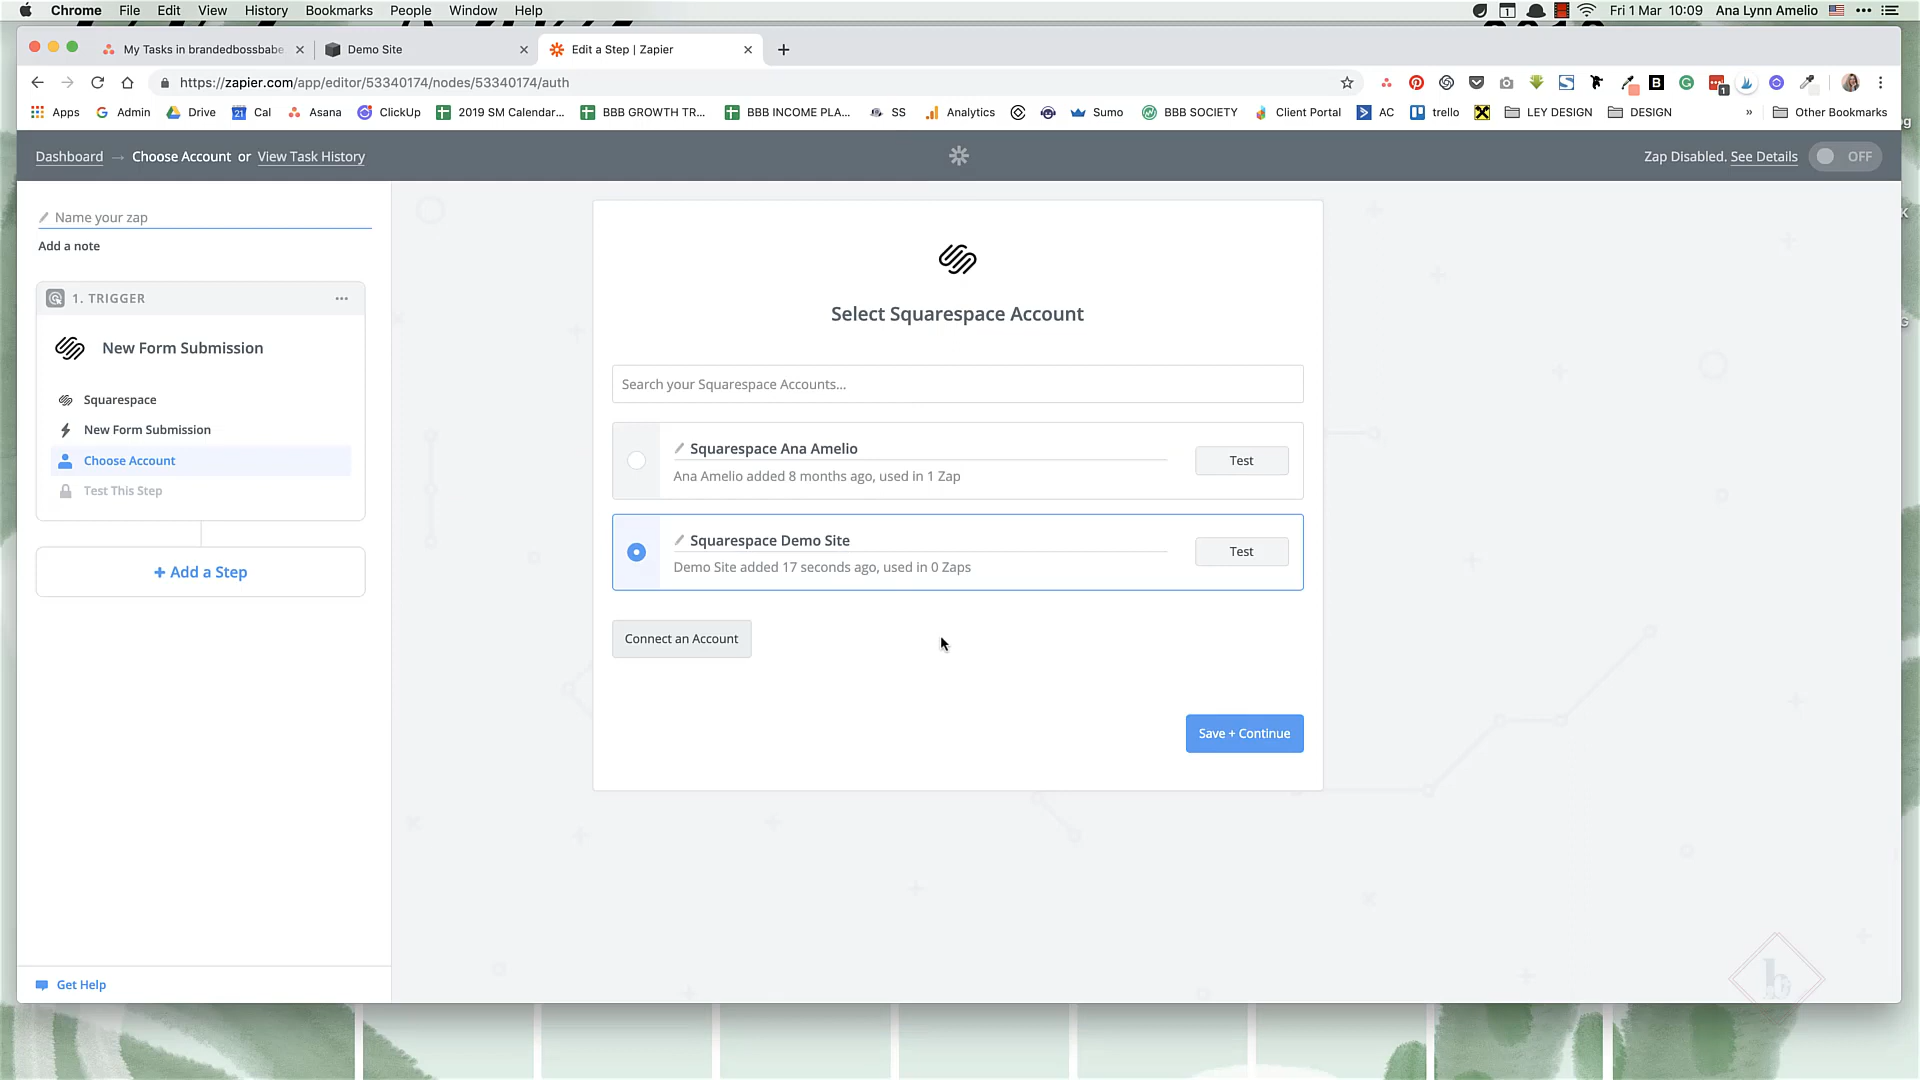 Chrome File Edit View History Bookmarks People Window Help
Fri 1 Mar 10:09 Ana Lynn Amelio
My Tasks in brandedbossbabe
Demo Site
Edit a Step | Zapier
https://zapier.com/app/editor/53340174/nodes/53340174/auth
Apps Admin Drive Cal Asana ClickUp 2019 SM Calendar... BBB GROWTH TR... BBB INCOME PLA... SS Analytics Sumo BBB SOCIETY Client Portal AC trello LEY DESIGN DESIGN » Other Bookmarks
Dashboard → Choose Account or View Task History
Zap Disabled. See Details OFF
Name your zap
Add a note
1. TRIGGER
New Form Submission
Squarespace
New Form Submission
Choose Account
Test This Step
+ Add a Step
Get Help
Select Squarespace Account
Search your Squarespace Accounts...
Squarespace Ana Amelio
Ana Amelio added 8 months ago, used in 1 Zap
Test
Squarespace Demo Site
Demo Site added 17 seconds ago, used in 0 Zaps
Test
Connect an Account
Save + Continue